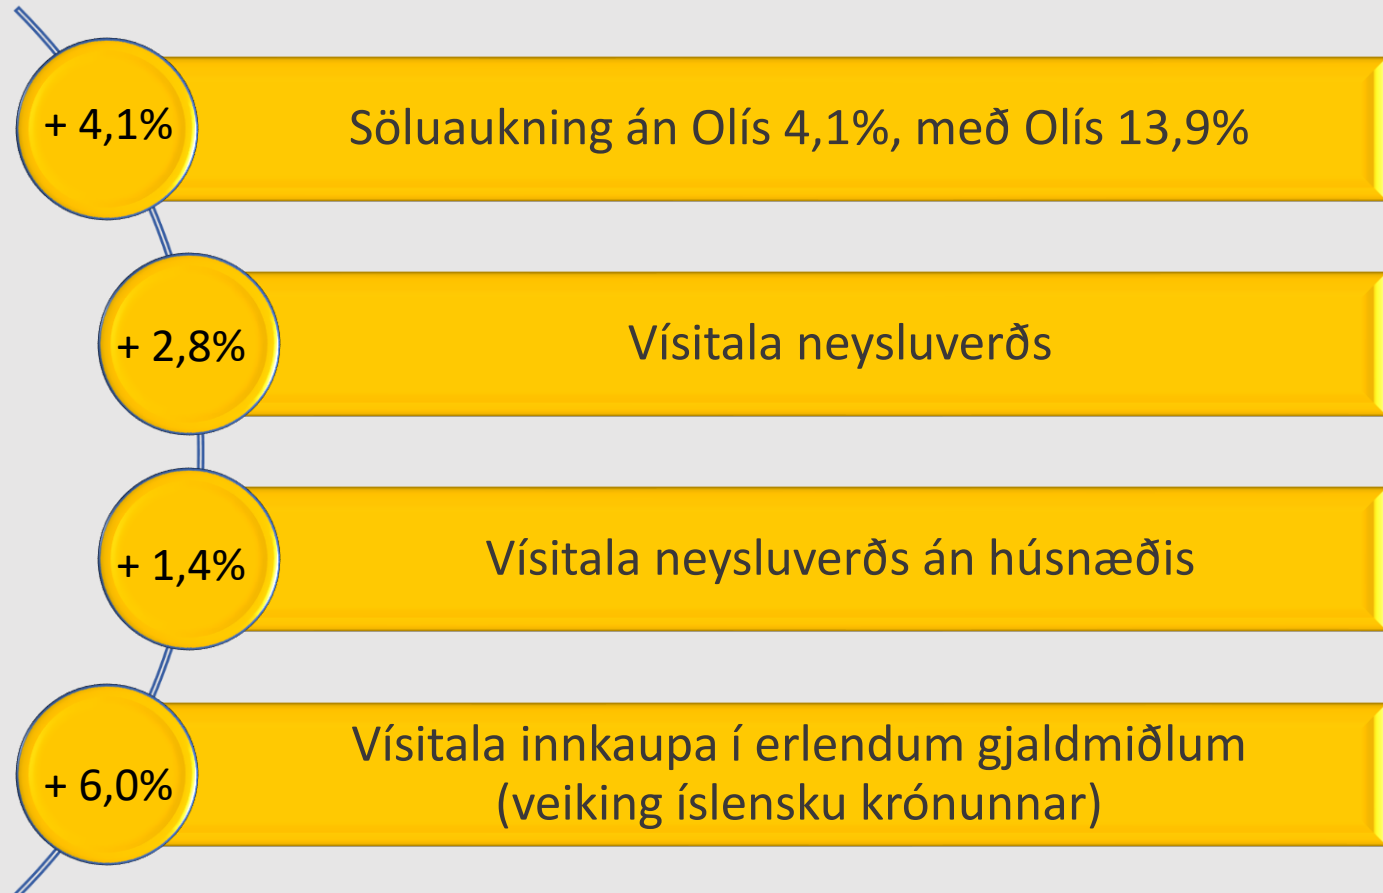 + 4,1%
Söluaukning án Olís 4,1%, með Olís 13,9%
+ 2,8%
Vísitala neysluverðs
+ 1,4%
Vísitala neysluverðs án húsnæðis
+ 6,0%
Vísitala innkaupa í erlendum gjaldmiðlum
(veiking íslensku krónunnar)